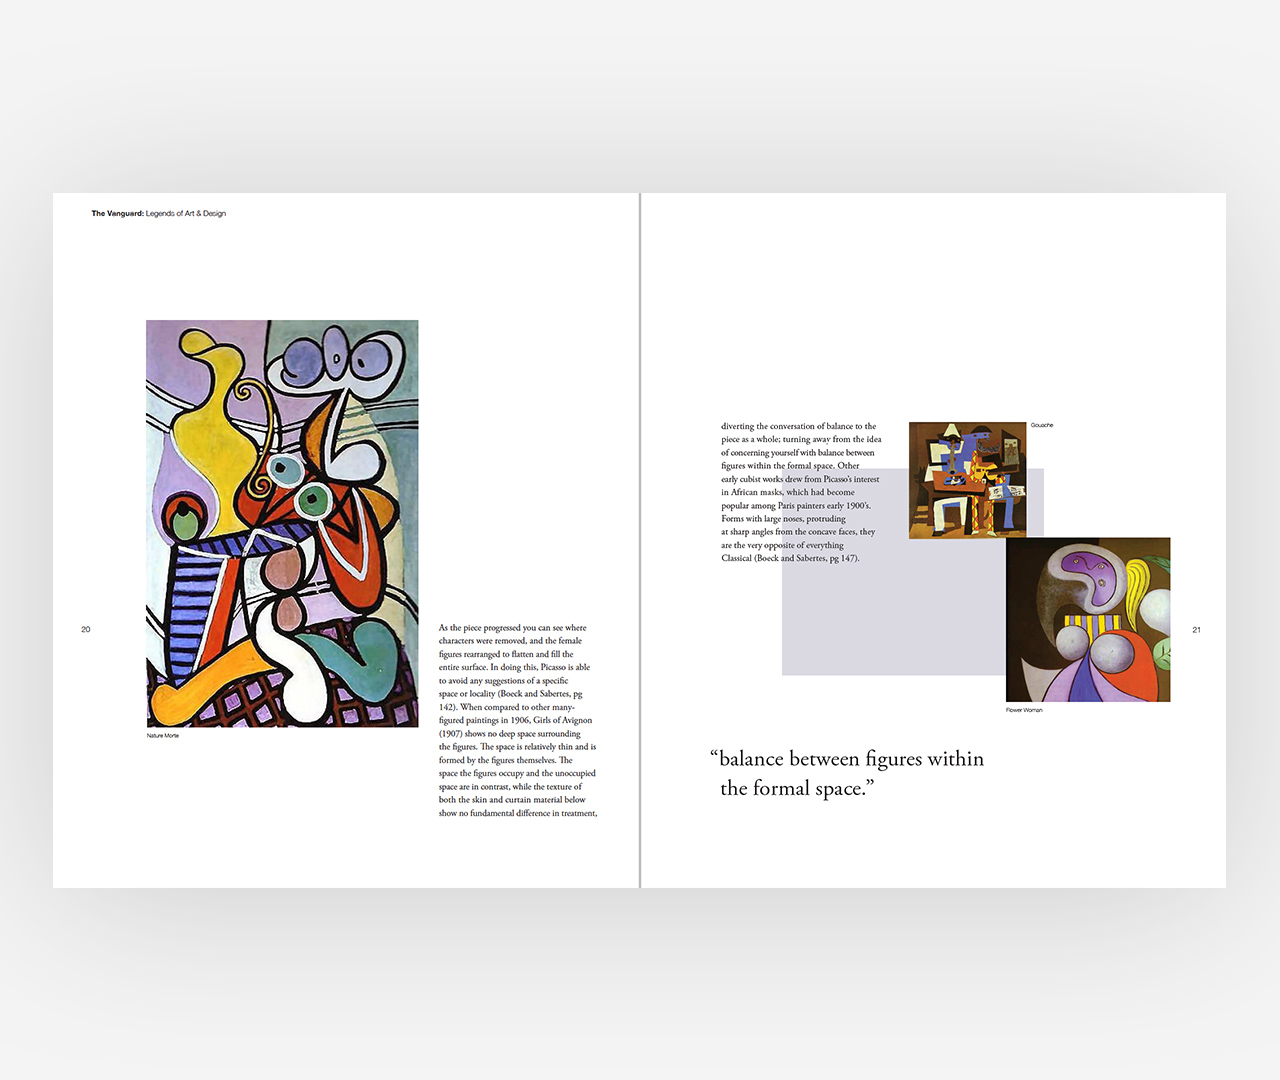 The Vanguard: Legends of Art & Design
20
Nature Morte
As the piece progressed you can see where
characters were removed, and the female
figures rearranged to flatten and fill the
entire surface. In doing this, Picasso is able
to avoid any suggestions of a specific
space or locality (Boeck and Sabertes, pg
142). When compared to other many-
figured paintings in 1906, Girls of Avignon
(1907) shows no deep space surrounding
the figures. The space is relatively thin and is
formed by the figures themselves. The
space the figures occupy and the unoccupied
space are in contrast, while the texture of
both the skin and curtain material below
show no fundamental difference in treatment,
diverting the conversation of balance to the
piece as a whole; turning away from the idea
of concerning yourself with balance between
figures within the formal space. Other
early cubist works drew from Picasso's interest
in African masks, which had become
popular among Paris painters early 1900's.
Forms with large noses, protruding
at sharp angles from the concave faces, they
are the very opposite of everything
Classical (Boeck and Sabertes, pg 147).
Gouache
Flower Woman
21
“balance between figures within
the formal space.”